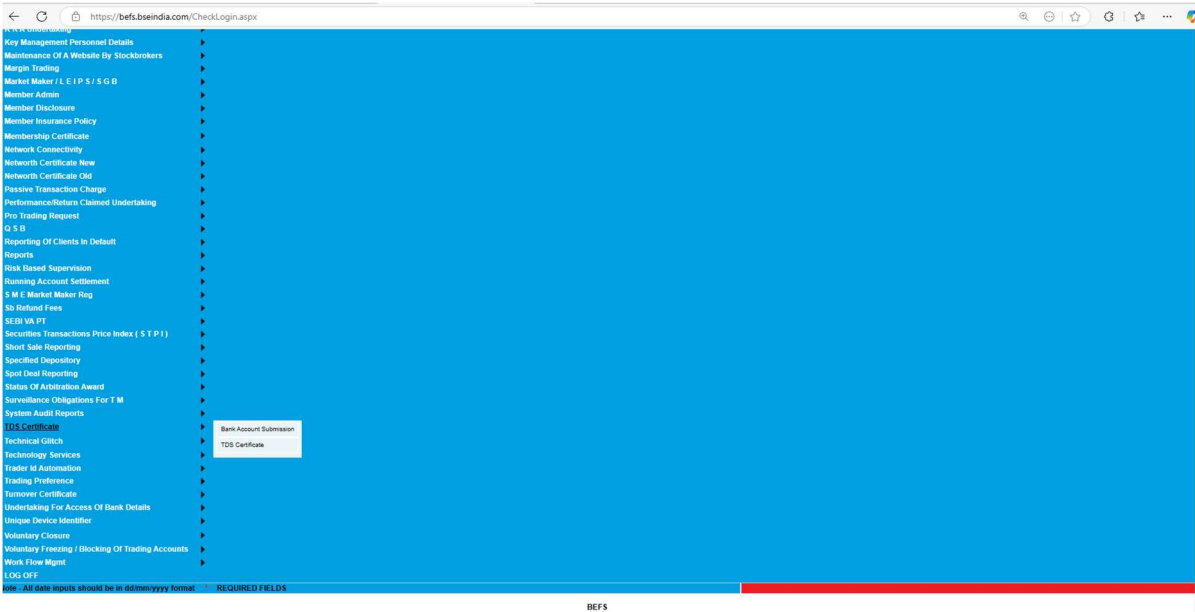 https://befs.bseindia.com/CheckLogin.aspx
Key Management Personnel Details
Maintenance Of A Website By Stockbrokers
Margin Trading
Market Maker / L E I P S / S G B
Member Admin
Member Disclosure
Member Insurance Policy
Membership Certificate
Network Connectivity
Networth Certificate New
Networth Certificate Old
Passive Transaction Charge
Performance/Return Claimed Undertaking
Pro Trading Request
Q S B
Reporting Of Clients In Default
Reports
Risk Based Supervision
Running Account Settlement
S M E Market Maker Reg
Sb Refund Fees
SEBI VA PT
Securities Transactions Price Index ( S T P I )
Short Sale Reporting
Specified Depository
Spot Deal Reporting
Status Of Arbitration Award
Surveillance Obligations For T M
System Audit Reports
TDS Certificate
Bank Account Submission
TDS Certificate
Technical Glitch
Technology Services
Trader Id Automation
Trading Preference
Turnover Certificate
Undertaking For Access Of Bank Details
Unique Device Identifier
Voluntary Closure
Voluntary Freezing / Blocking Of Trading Accounts
Work Flow Mgmt
LOG OFF
ote - All date inputs should be in dd/mm/yyyy format * REQUIRED FIELDS
BEFS